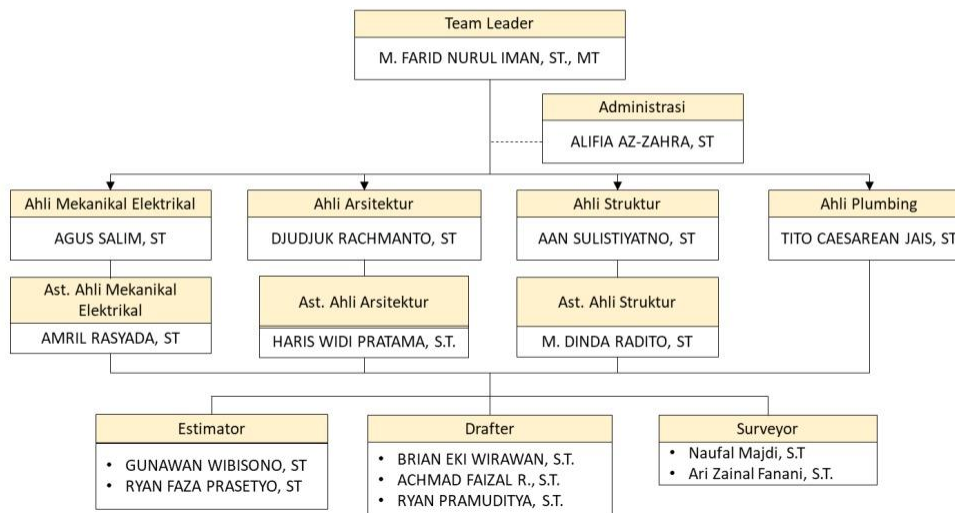 Team Leader
M. FARID NURUL IMAN, ST., MT
Administrasi
ALIFIA AZ-ZAHRA, ST
Ahli Mekanikal Elektrikal
AGUS SALIM, ST
Ahli Arsitektur
DJUDJUK RACHMANTO, ST
Ahli Struktur
AAN SULISTIYATNO, ST
Ahli Plumbing
TITO CAESAREAN JAIS, ST
Ast. Ahli Mekanikal
Elektrikal
AMRIL RASYADA, ST
Ast. Ahli Arsitektur
HARIS WIDI PRATAMA, S.T.
Ast. Ahli Struktur
M. DINDA RADITO, ST
Estimator
• GUNAWAN WIBISONO, ST
• RYAN FAZA PRASETYO, ST
Drafter
• BRIAN EKI WIRAWAN, S.T.
• ACHMAD FAIZAL R., S.T.
• RYAN PRAMUDITYA, S.T.
Surveyor
• Naufal Majdi, S.T
• Ari Zainal Fanani, S.T.